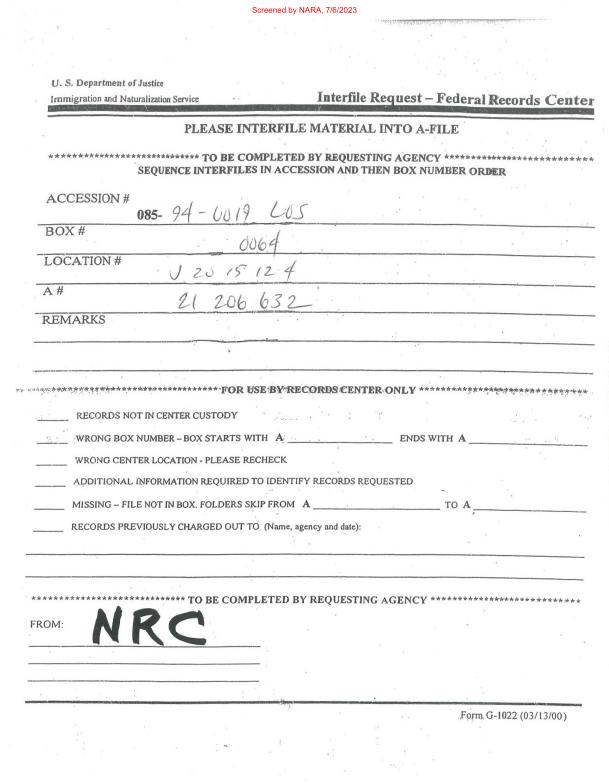 Screened by NARA, 7/6/2023
U. S. Department of Justice
Immigration and Naturalization Service Interfile Request – Federal Records Center
PLEASE INTERFILE MATERIAL INTO A-FILE
**************************** TO BE COMPLETED BY REQUESTING AGENCY ****************************
SEQUENCE INTERFILES IN ACCESSION AND THEN BOX NUMBER ORDER
ACCESSION #
085- 94-0019 LOS
BOX #
0064
LOCATION #
J 20 15 12 4
A #
21 206 632
REMARKS
********************************** FOR USE BY RECORDS CENTER ONLY **********************************
_____ RECORDS NOT IN CENTER CUSTODY
_____ WRONG BOX NUMBER – BOX STARTS WITH A _________________ ENDS WITH A _________________
_____ WRONG CENTER LOCATION - PLEASE RECHECK
_____ ADDITIONAL INFORMATION REQUIRED TO IDENTIFY RECORDS REQUESTED
_____ MISSING – FILE NOT IN BOX. FOLDERS SKIP FROM A _________________ TO A _________________
_____ RECORDS PREVIOUSLY CHARGED OUT TO (Name, agency and date):
**************************** TO BE COMPLETED BY REQUESTING AGENCY ****************************
FROM: NRC
Form G-1022 (03/13/00)